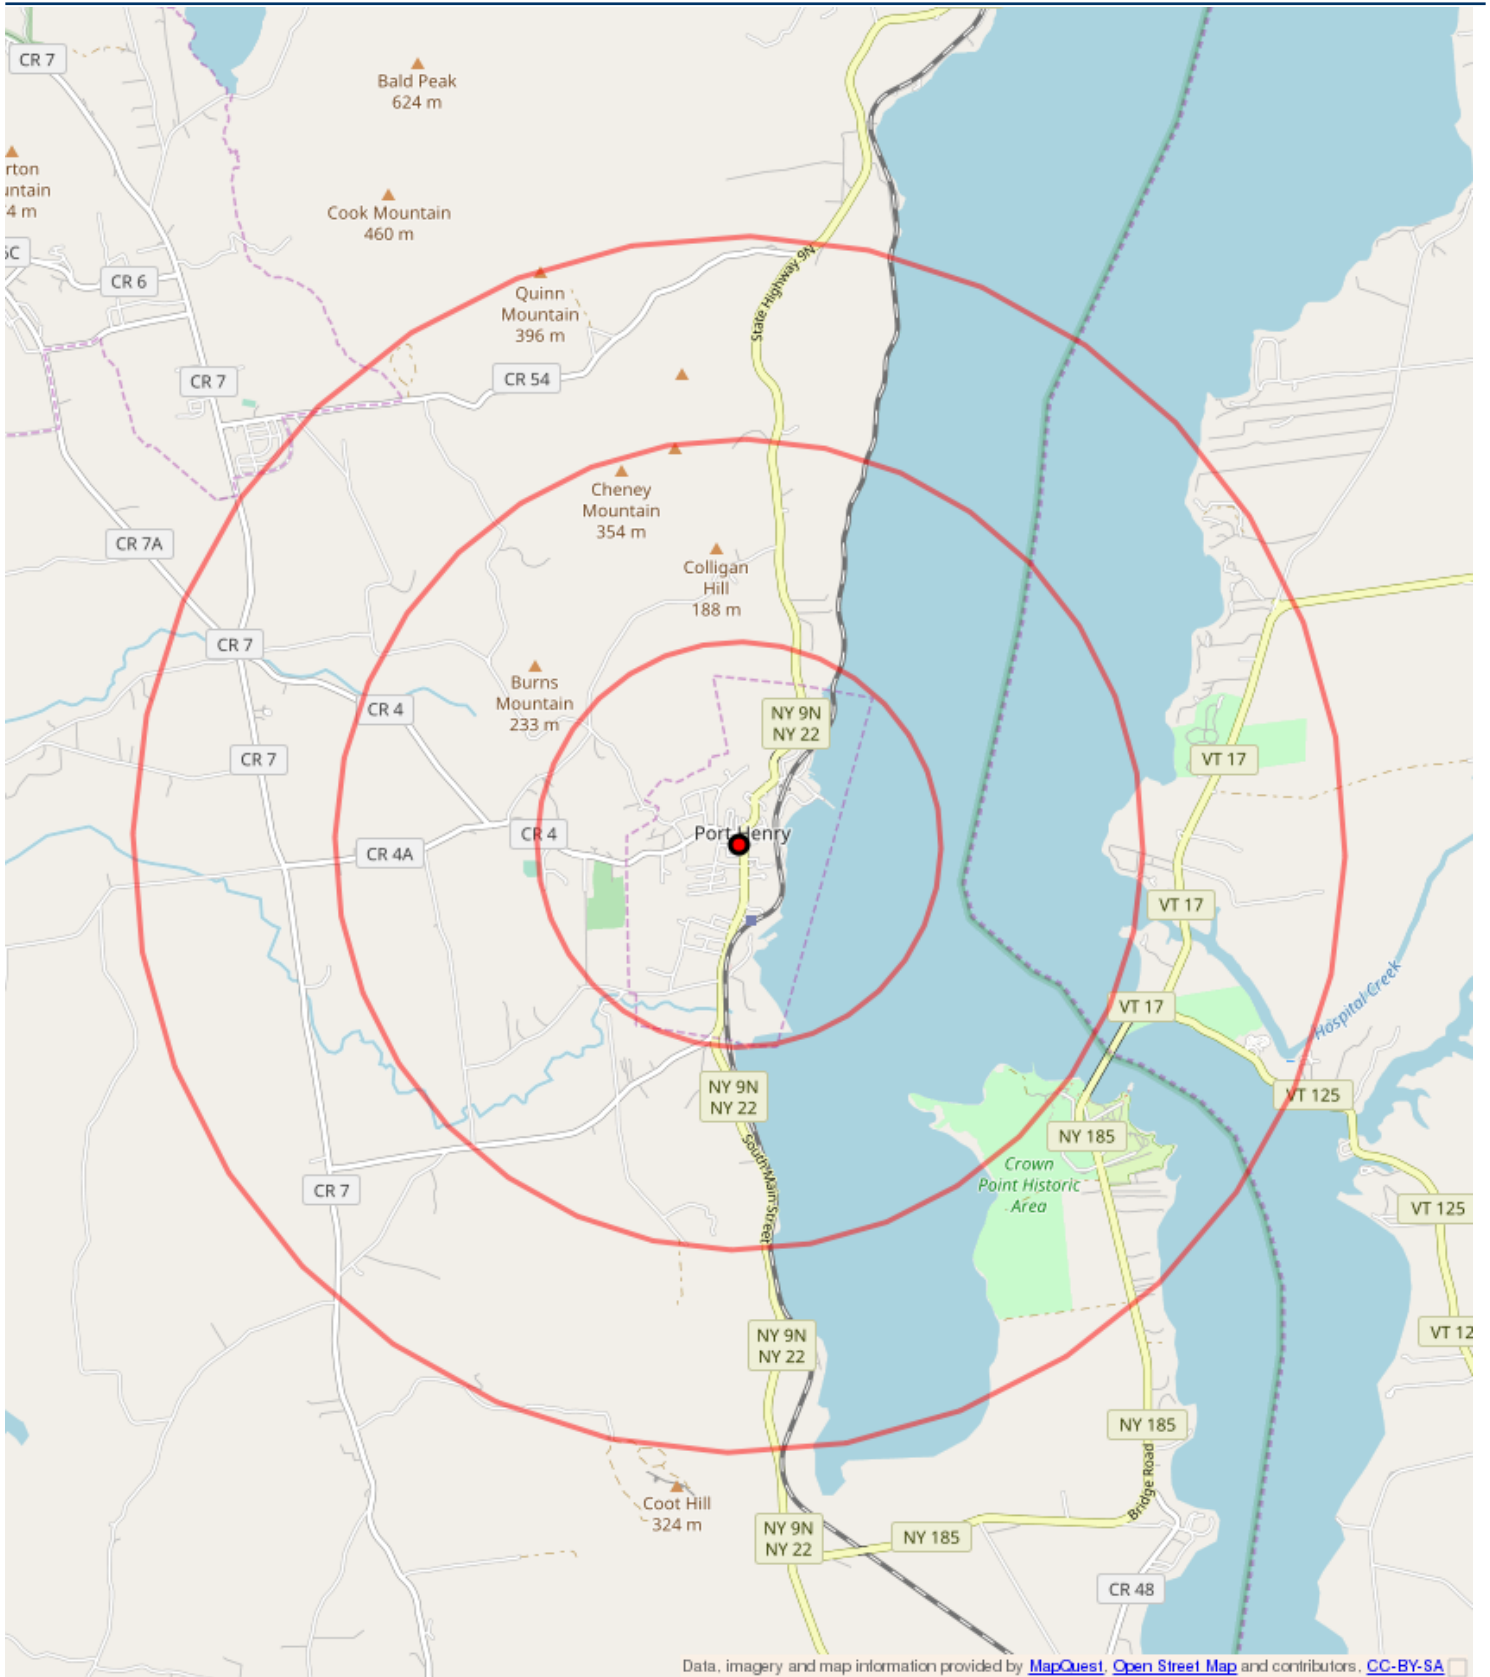 CR 7
Bald Peak
624 m
rton
untain
4 m
Cook Mountain
460 m
5C
CR 6
State Highway 9N
Quinn
Mountain
396 m
CR 7
CR 54
Cheney
Mountain
354 m
CR 7A
Colligan
Hill
188 m
CR 7
Burns
Mountain
233 m
CR 4
NY 9N
NY 22
CR 7
VT 17
Port Henry
CR 4
CR 4A
VT 17
Hospital Creek
VT 17
NY 9N
NY 22
VT 125
NY 185
Crown
Point Historic
Area
South Main Street
CR 7
VT 125
NY 9N
NY 22
VT 12
NY 185
Bridge Road
Coot Hill
324 m
NY 9N
NY 22
NY 185
CR 48
Data, imagery and map information provided by MapQuest, Open Street Map and contributors, CC-BY-SA